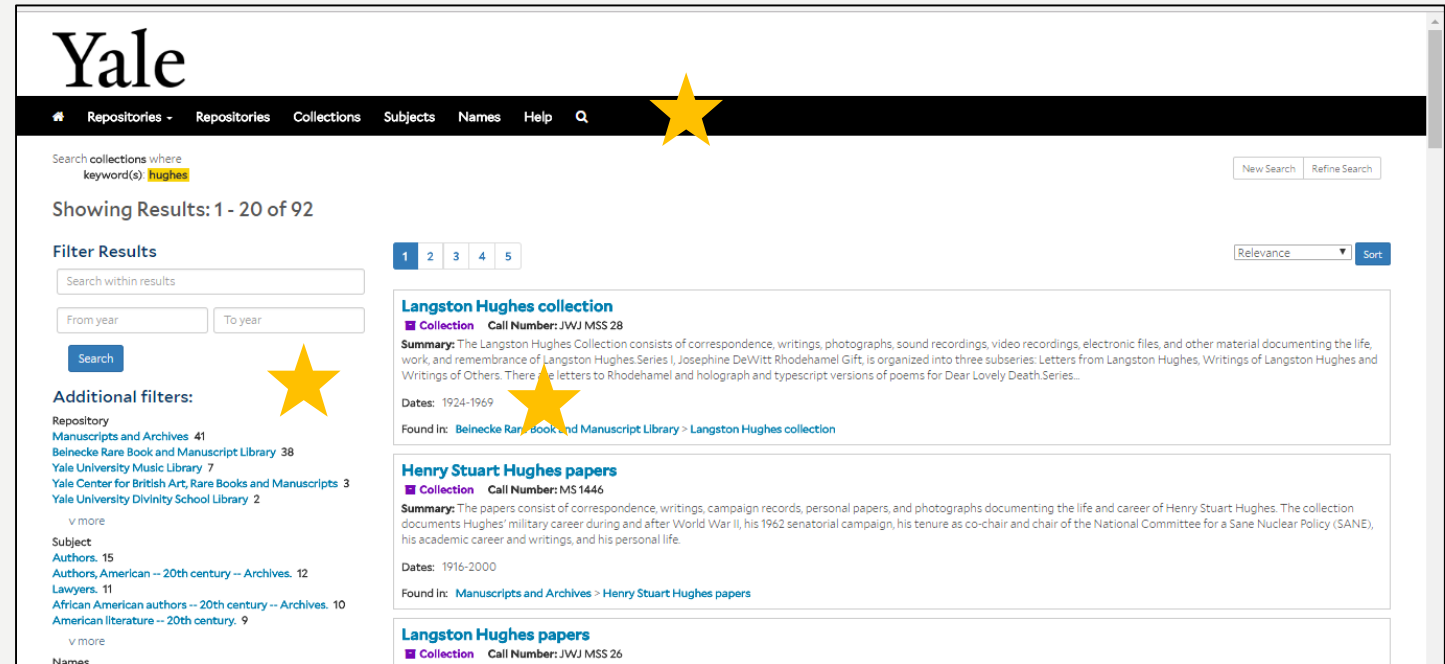 Yale
Repositories Repositories Collections Subjects Names Help
Search collections where
keyword(s): hughes
New Search Refine Search
Showing Results: 1 - 20 of 92
Filter Results
Search within results
From year To year
Search
Additional filters:
Repository
Manuscripts and Archives 41
Beinecke Rare Book and Manuscript Library 38
Yale University Music Library 7
Yale Center for British Art, Rare Books and Manuscripts 3
Yale University Divinity School Library 2
v more
Subject
Authors. 15
Authors, American -- 20th century -- Archives. 12
Lawyers. 11
African American authors -- 20th century -- Archives. 10
American literature -- 20th century. 9
v more
Names
1 2 3 4 5
Relevance Sort
Langston Hughes collection
Collection Call Number: JWJ MSS 28
Summary: The Langston Hughes Collection consists of correspondence, writings, photographs, sound recordings, video recordings, electronic files, and other material documenting the life,
work, and remembrance of Langston Hughes.Series I, Josephine DeWitt Rhodehamel Gift, is organized into three subseries: Letters from Langston Hughes, Writings of Langston Hughes and
Writings of Others. There are letters to Rhodehamel and holograph and typescript versions of poems for Dear Lovely Death.Series...
Dates: 1924-1969
Found in: Beinecke Rare Book and Manuscript Library > Langston Hughes collection
Henry Stuart Hughes papers
Collection Call Number: MS 1446
Summary: The papers consist of correspondence, writings, campaign records, personal papers, and photographs documenting the life and career of Henry Stuart Hughes. The collection
documents Hughes' military career during and after World War II, his 1962 senatorial campaign, his tenure as co-chair and chair of the National Committee for a Sane Nuclear Policy (SANE),
his academic career and writings, and his personal life.
Dates: 1916-2000
Found in: Manuscripts and Archives > Henry Stuart Hughes papers
Langston Hughes papers
Collection Call Number: JWJ MSS 26